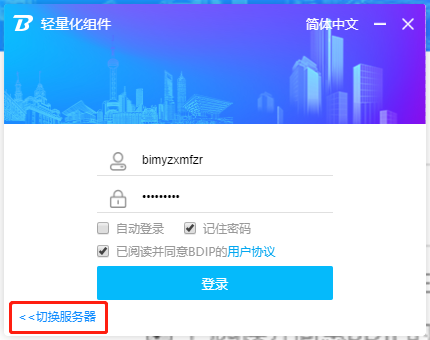 轻量化组件 简体中文
bimyzxmfzr
•••••••••
自动登录 记住密码
已阅读并同意BDIP的用户协议
登录
<<切换服务器